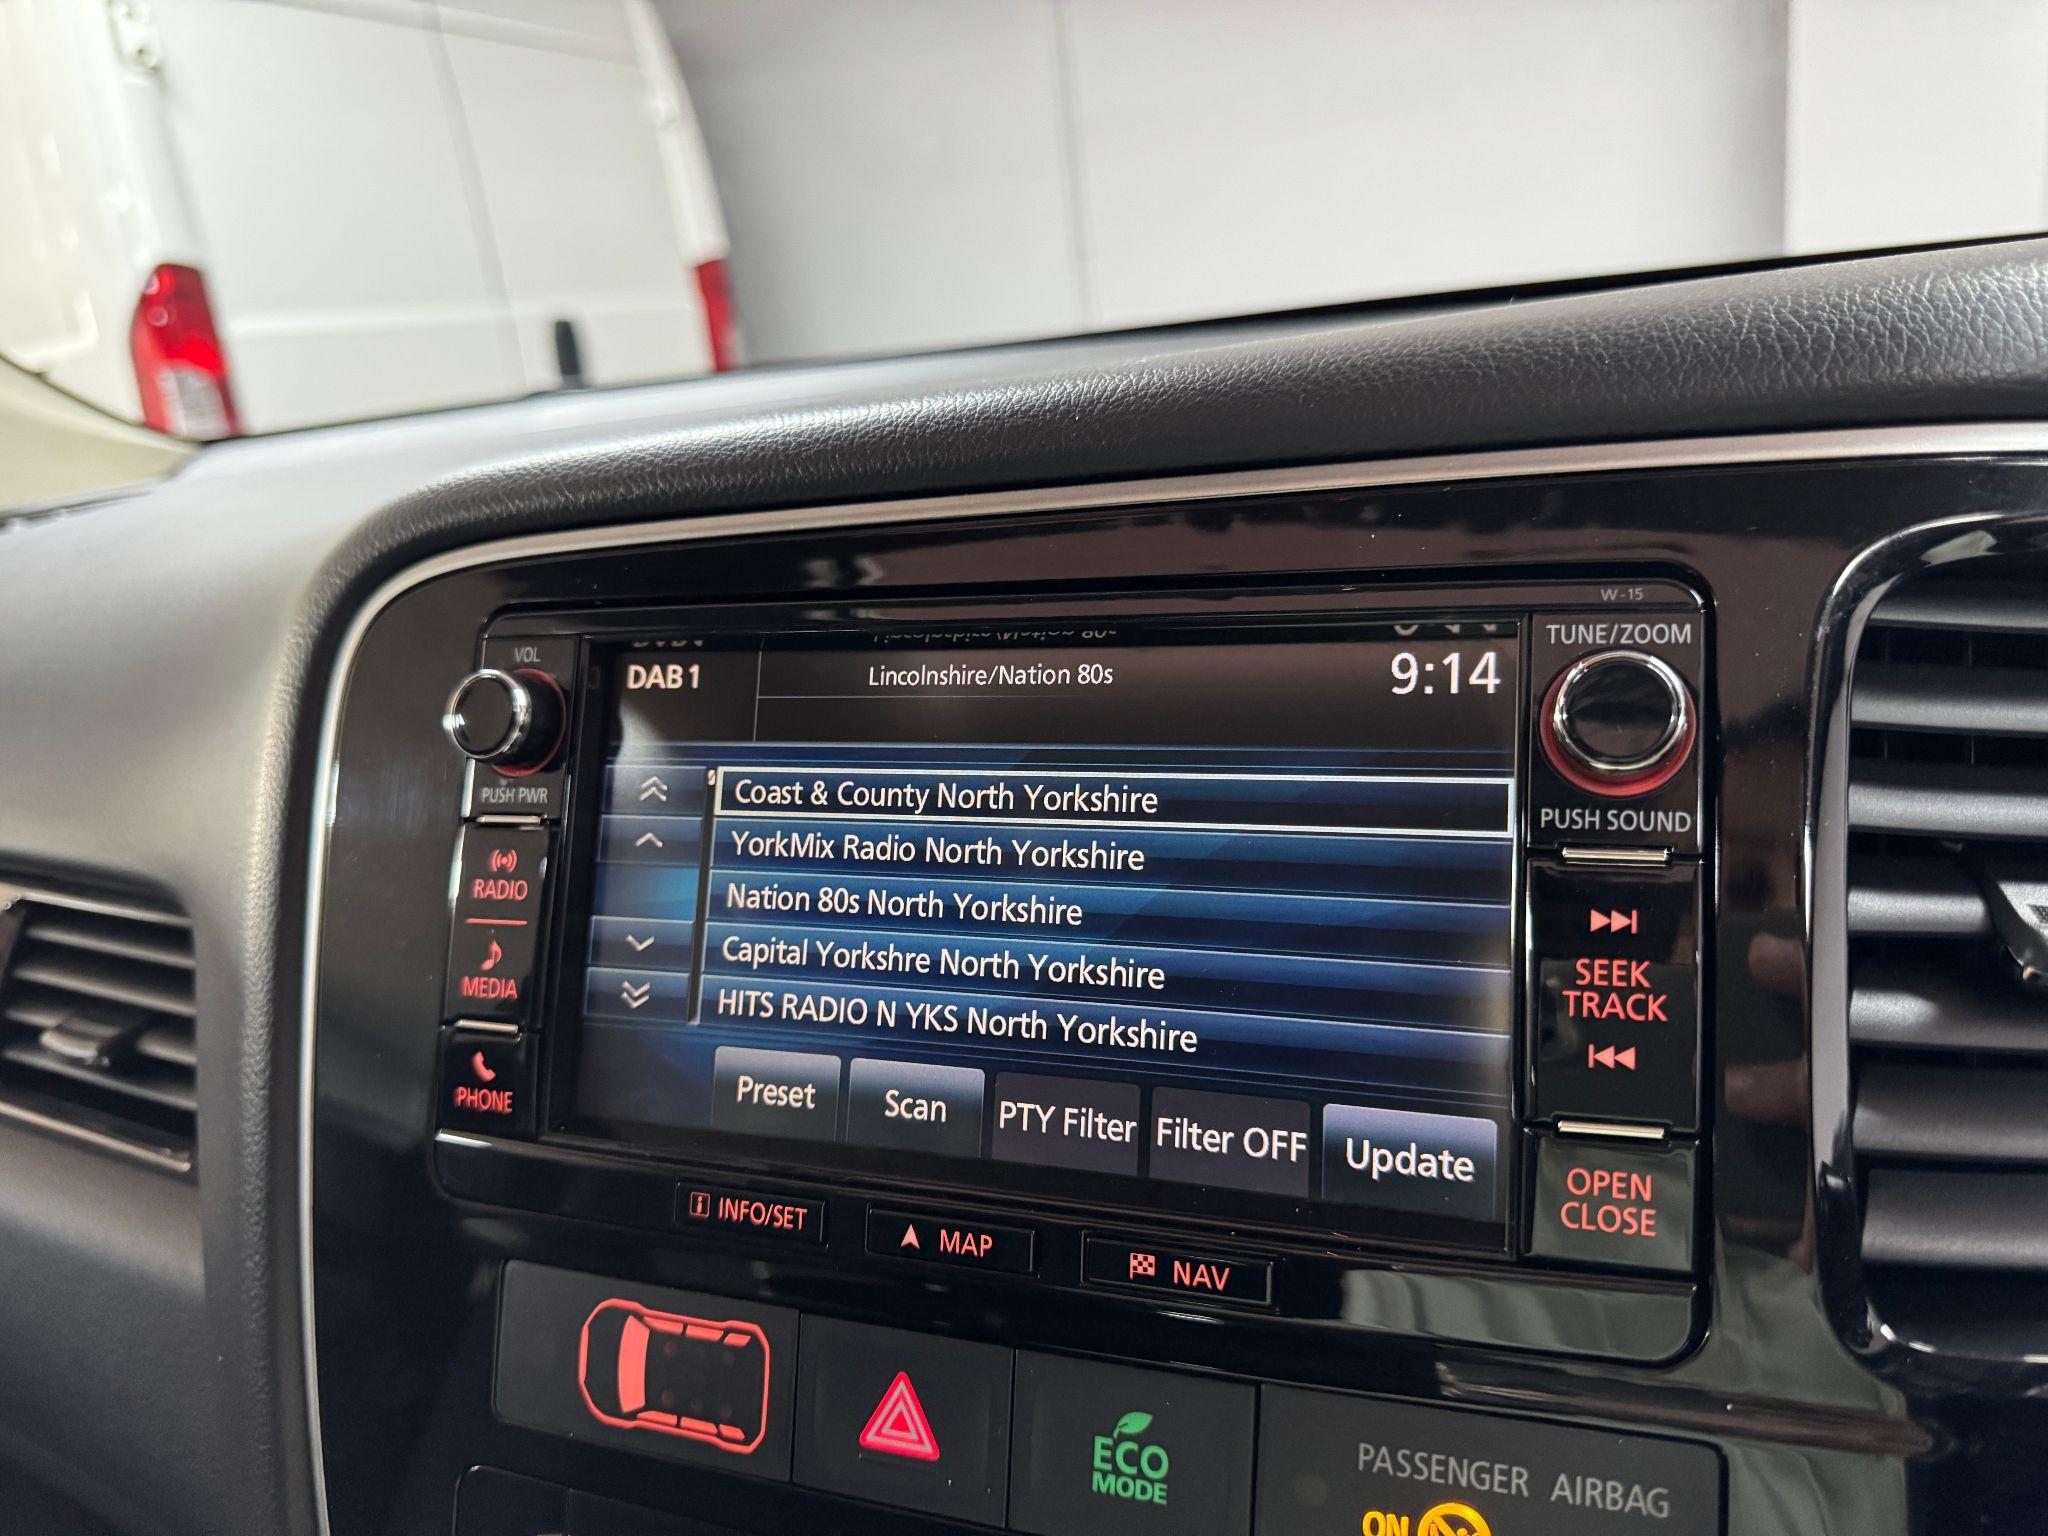 W-15
VOL
TUNE/ZOOM
DAB1
Lincolnshire/Nation 80s
9:14
PUSH PWR
PUSH SOUND
Coast & County North Yorkshire
YorkMix Radio North Yorkshire
Nation 80s North Yorkshire
Capital Yorkshre North Yorkshire
HITS RADIO N YKS North Yorkshire
RADIO
MEDIA
PHONE
SEEK
TRACK
Preset
Scan
PTY Filter
Filter OFF
Update
OPEN
CLOSE
i INFO/SET
MAP
NAV
ECO
MODE
PASSENGER AIRBAG
ON